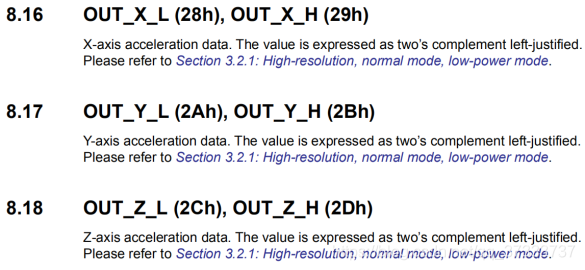 8.16 OUT_X_L (28h), OUT_X_H (29h)
X-axis acceleration data. The value is expressed as two's complement left-justified.
Please refer to Section 3.2.1: High-resolution, normal mode, low-power mode.
8.17 OUT_Y_L (2Ah), OUT_Y_H (2Bh)
Y-axis acceleration data. The value is expressed as two's complement left-justified.
Please refer to Section 3.2.1: High-resolution, normal mode, low-power mode.
8.18 OUT_Z_L (2Ch), OUT_Z_H (2Dh)
Z-axis acceleration data. The value is expressed as two's complement left-justified.
Please refer to Section 3.2.1: High-resolution, normal mode, low-power mode.